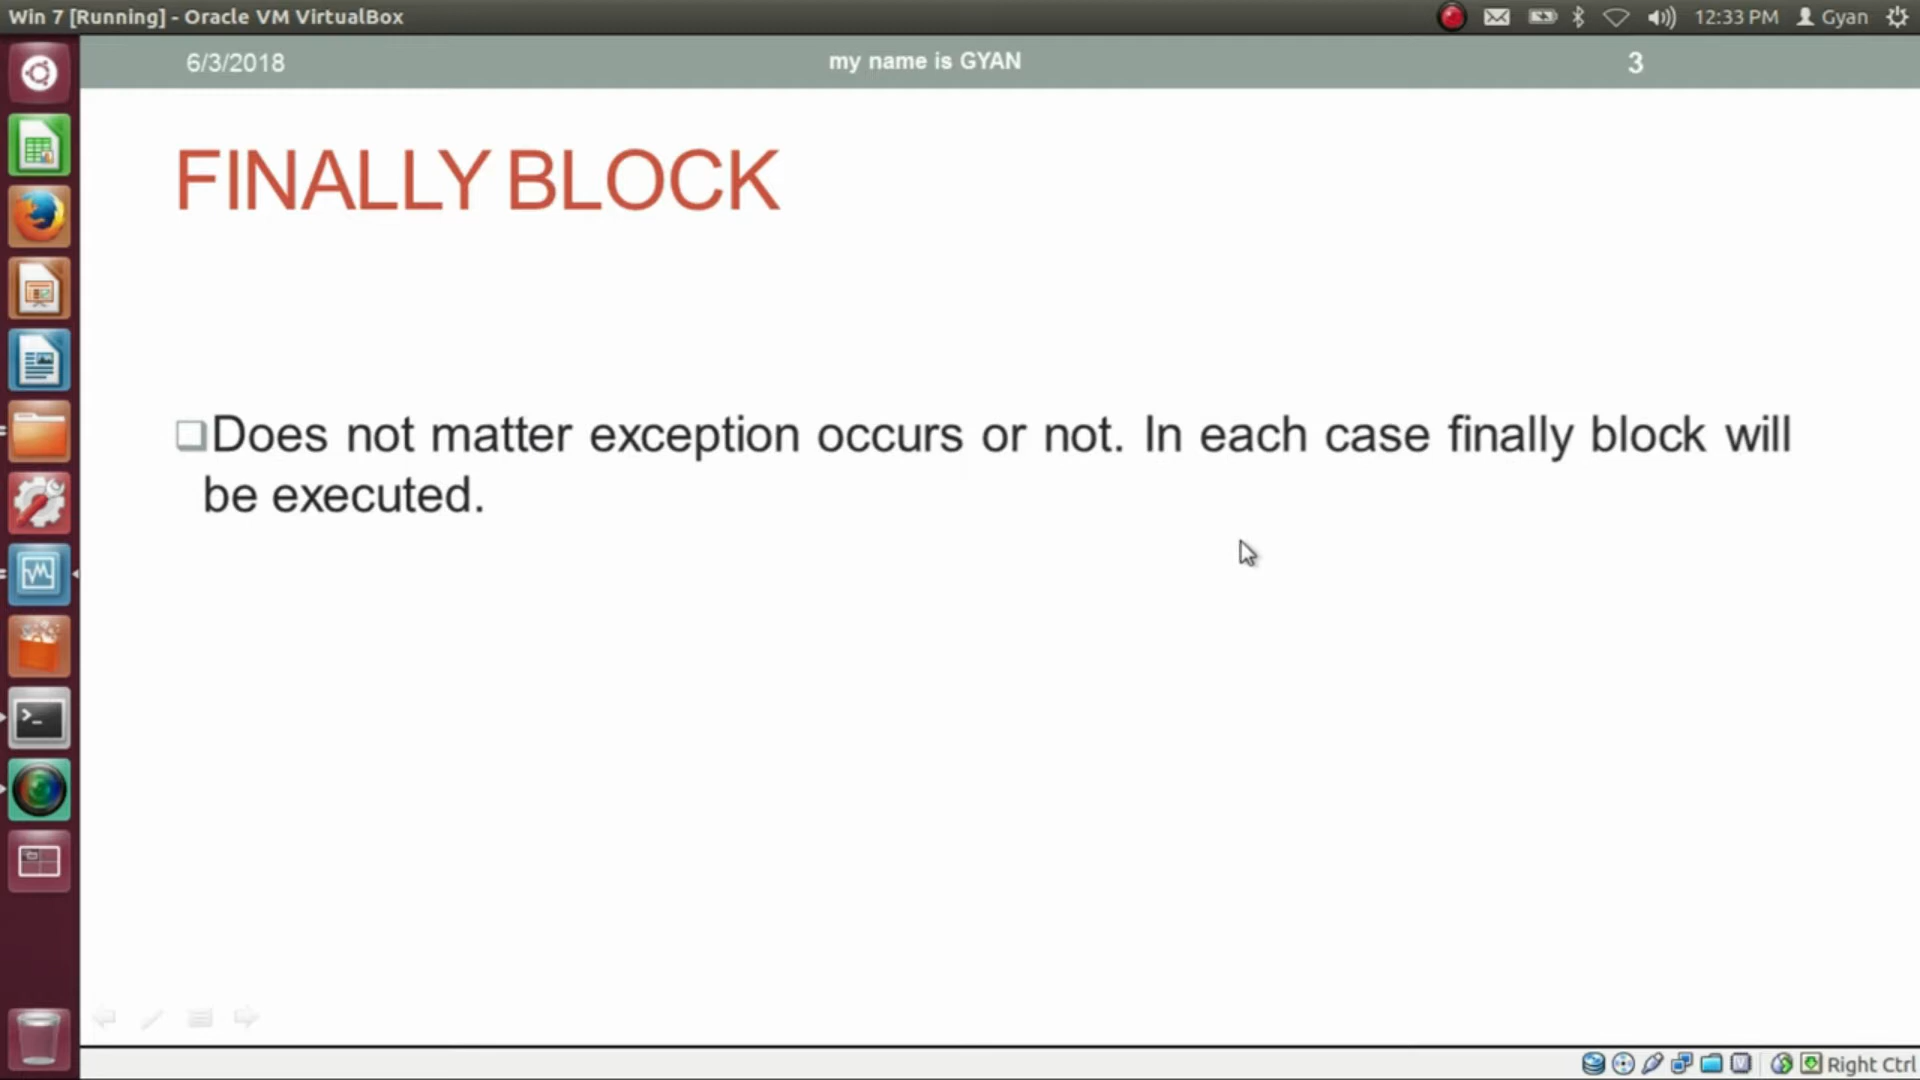 Win 7 [Running] - Oracle VM VirtualBox
12:33 PM
Gyan
6/3/2018
my name is GYAN
3
FINALLY BLOCK
Does not matter exception occurs or not. In each case finally block will
be executed.
Right Ctrl